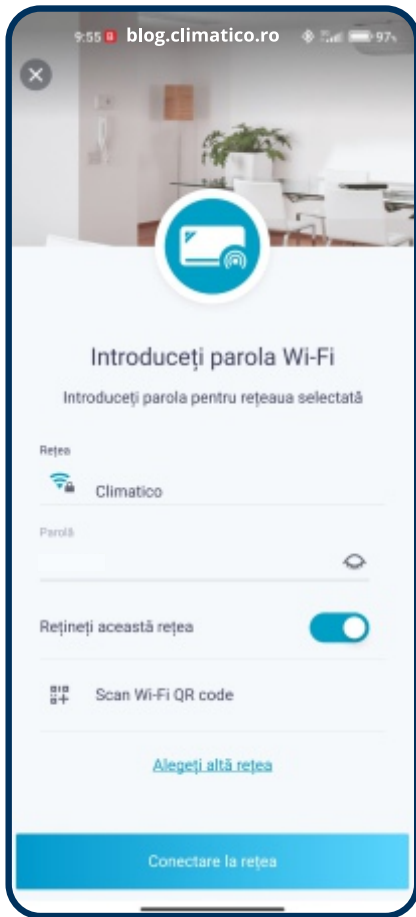 9:55 blog.climatico.ro 97%
Introduceți parola Wi-Fi
Introduceți parola pentru rețeaua selectată
Rețea
Climatico
Parolă
Rețineți această rețea
Scan Wi-Fi QR code
Alegeți altă rețea
Conectare la rețea